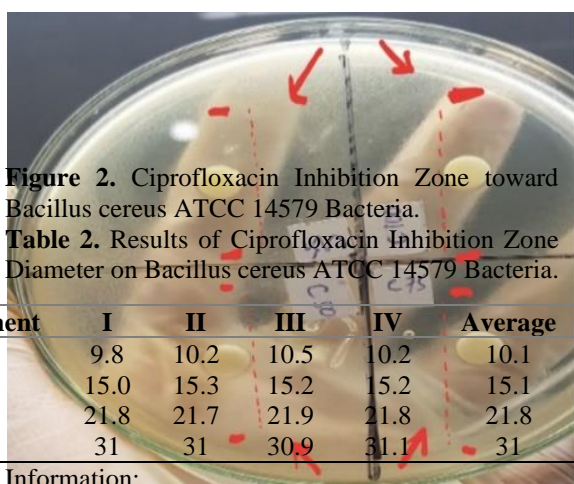 Figure 2. Ciprofloxacin Inhibition Zone toward
Bacillus cereus ATCC 14579 Bacteria.
Table 2. Results of Ciprofloxacin Inhibition Zone
Diameter on Bacillus cereus ATCC 14579 Bacteria.
ment I II III IV Average
9.8 10.2 10.5 10.2 10.1
15.0 15.3 15.2 15.2 15.1
21.8 21.7 21.9 21.8 21.8
31 31 30.9 31.1 31
Information:
C75